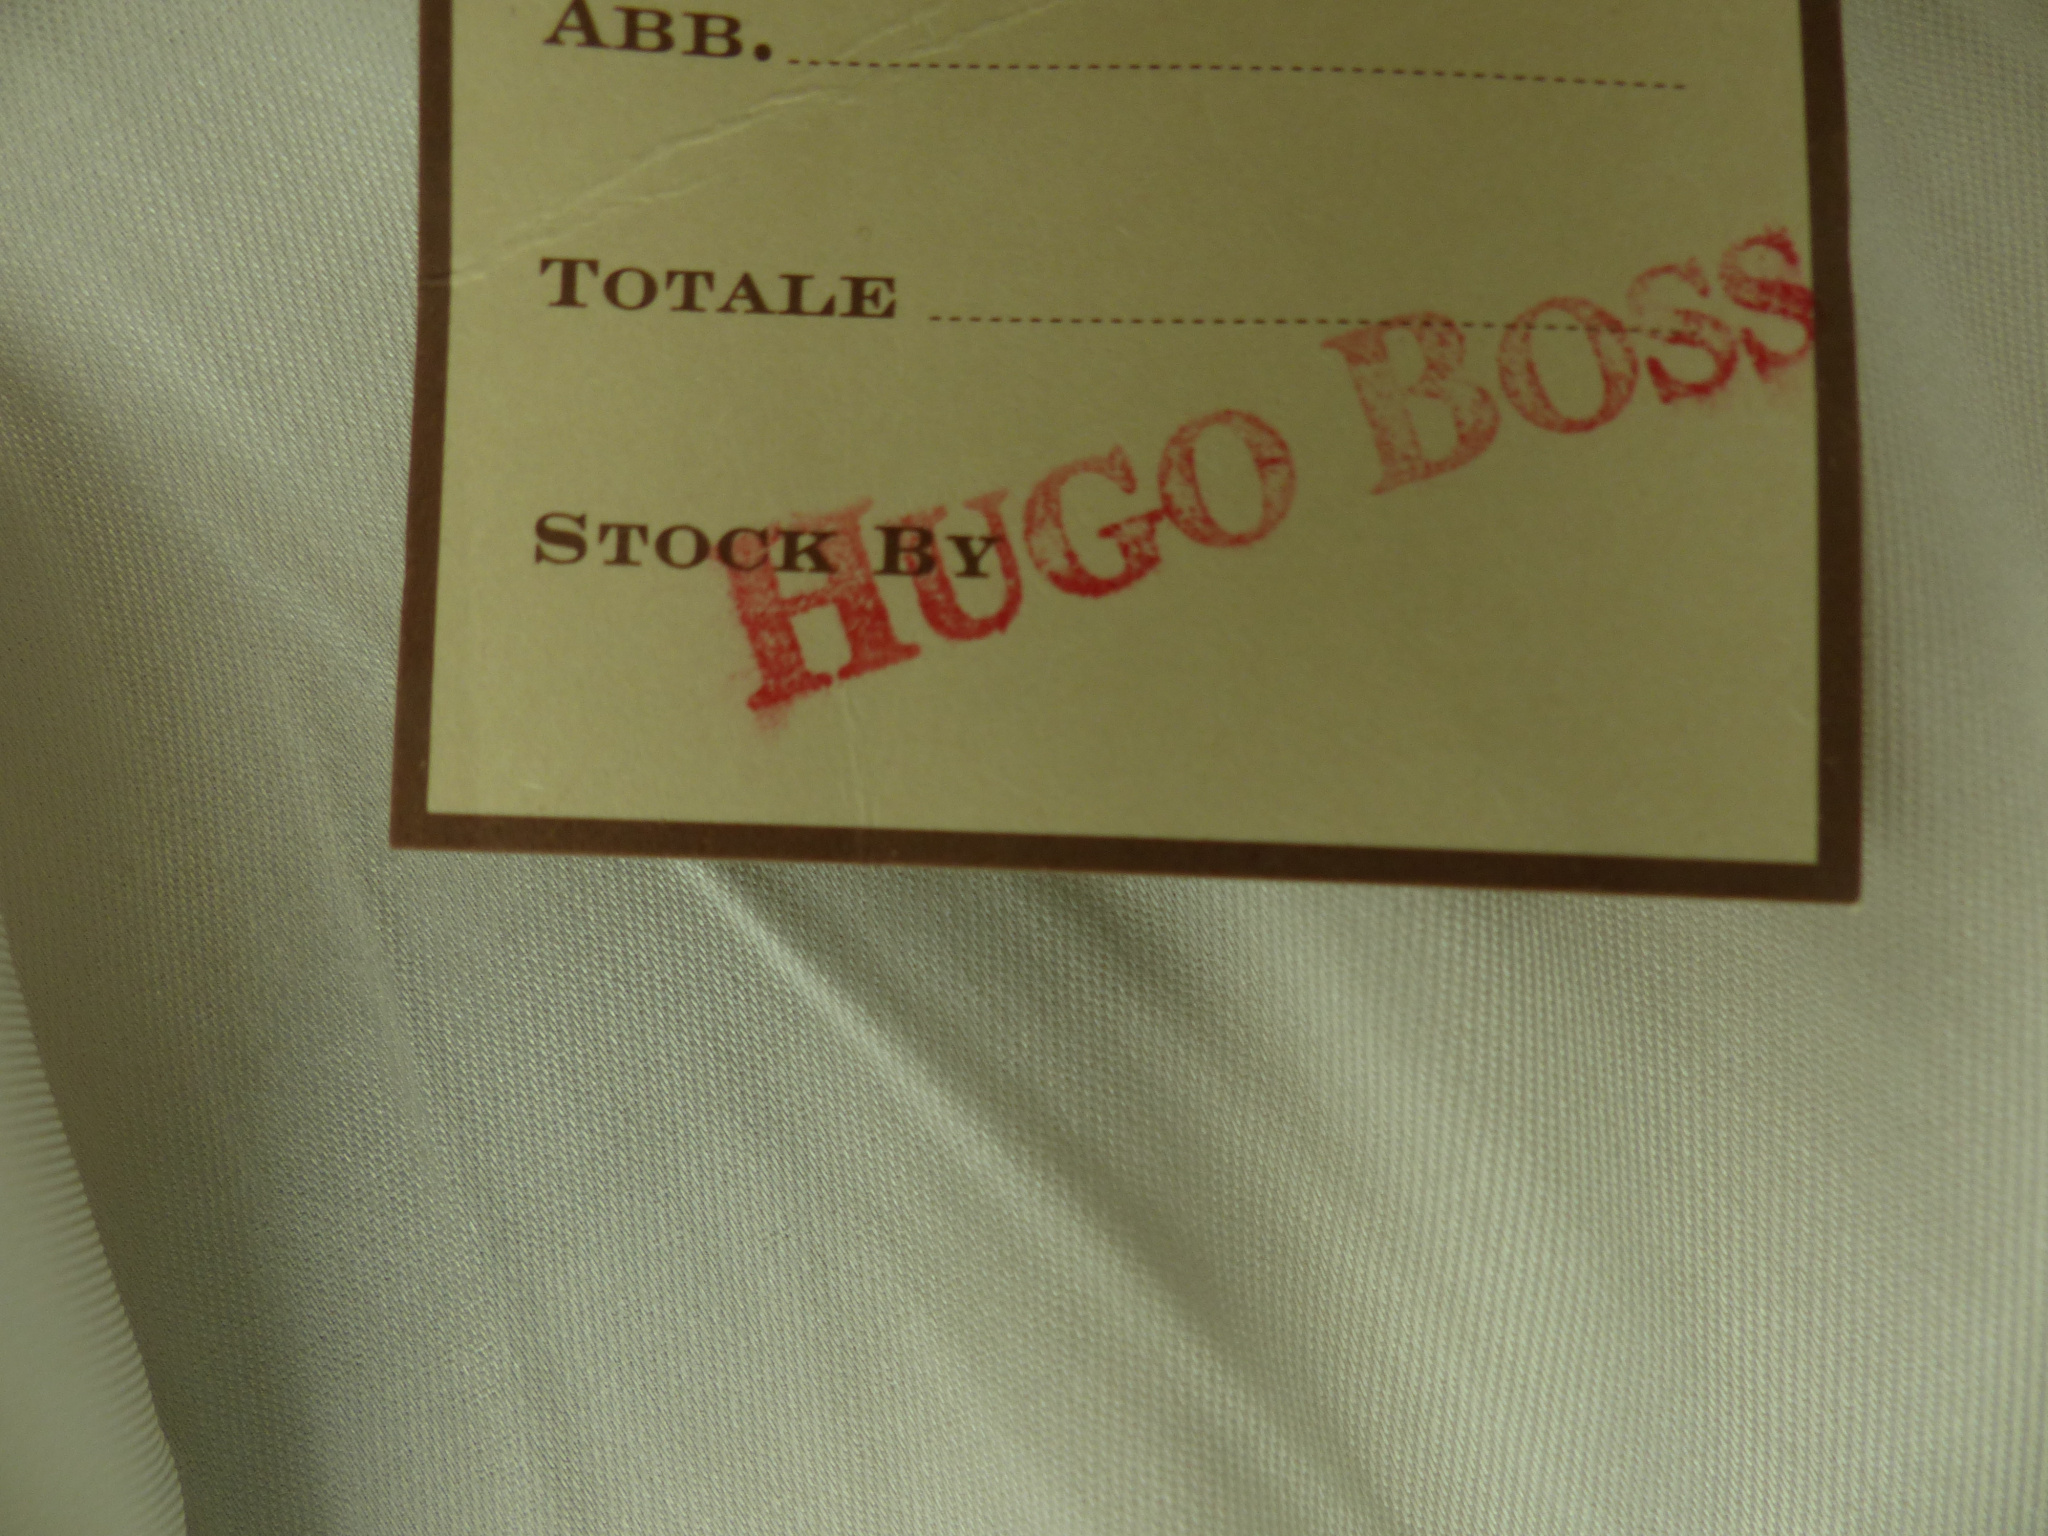 ABB.
TOTALE
STOCK BY
HUGO BOSS